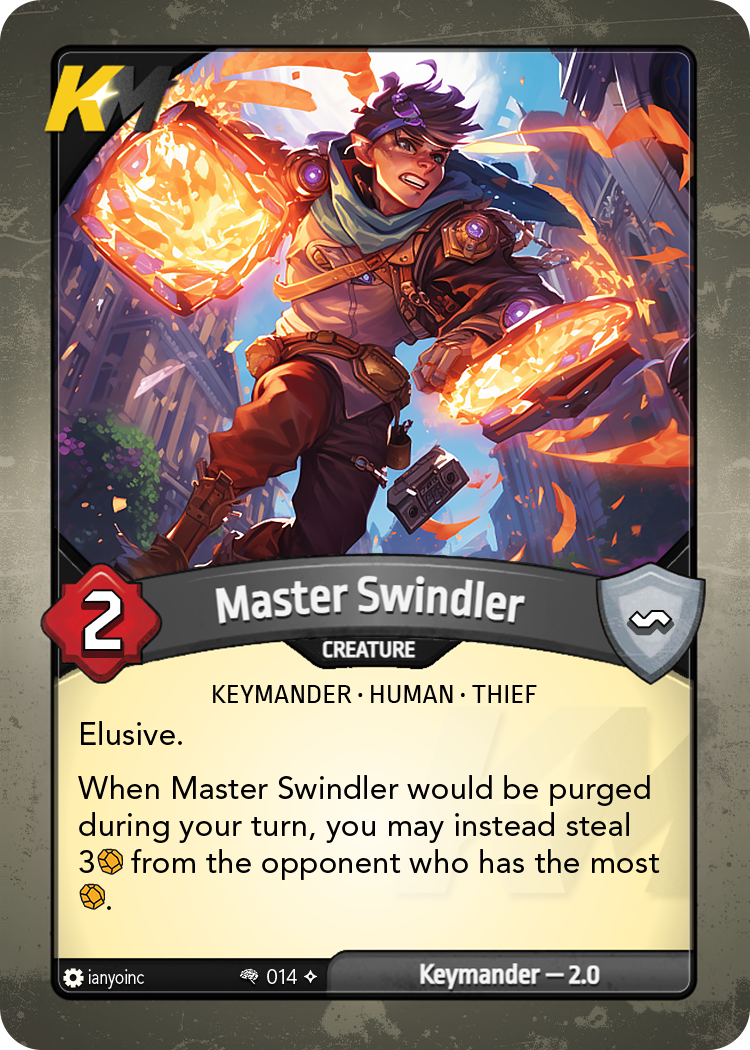 KM
2
Master Swindler
CREATURE
KEYMANDER · HUMAN · THIEF
Elusive.
When Master Swindler would be purged
during your turn, you may instead steal
3 from the opponent who has the most
.
ianyoinc 014
Keymander — 2.0